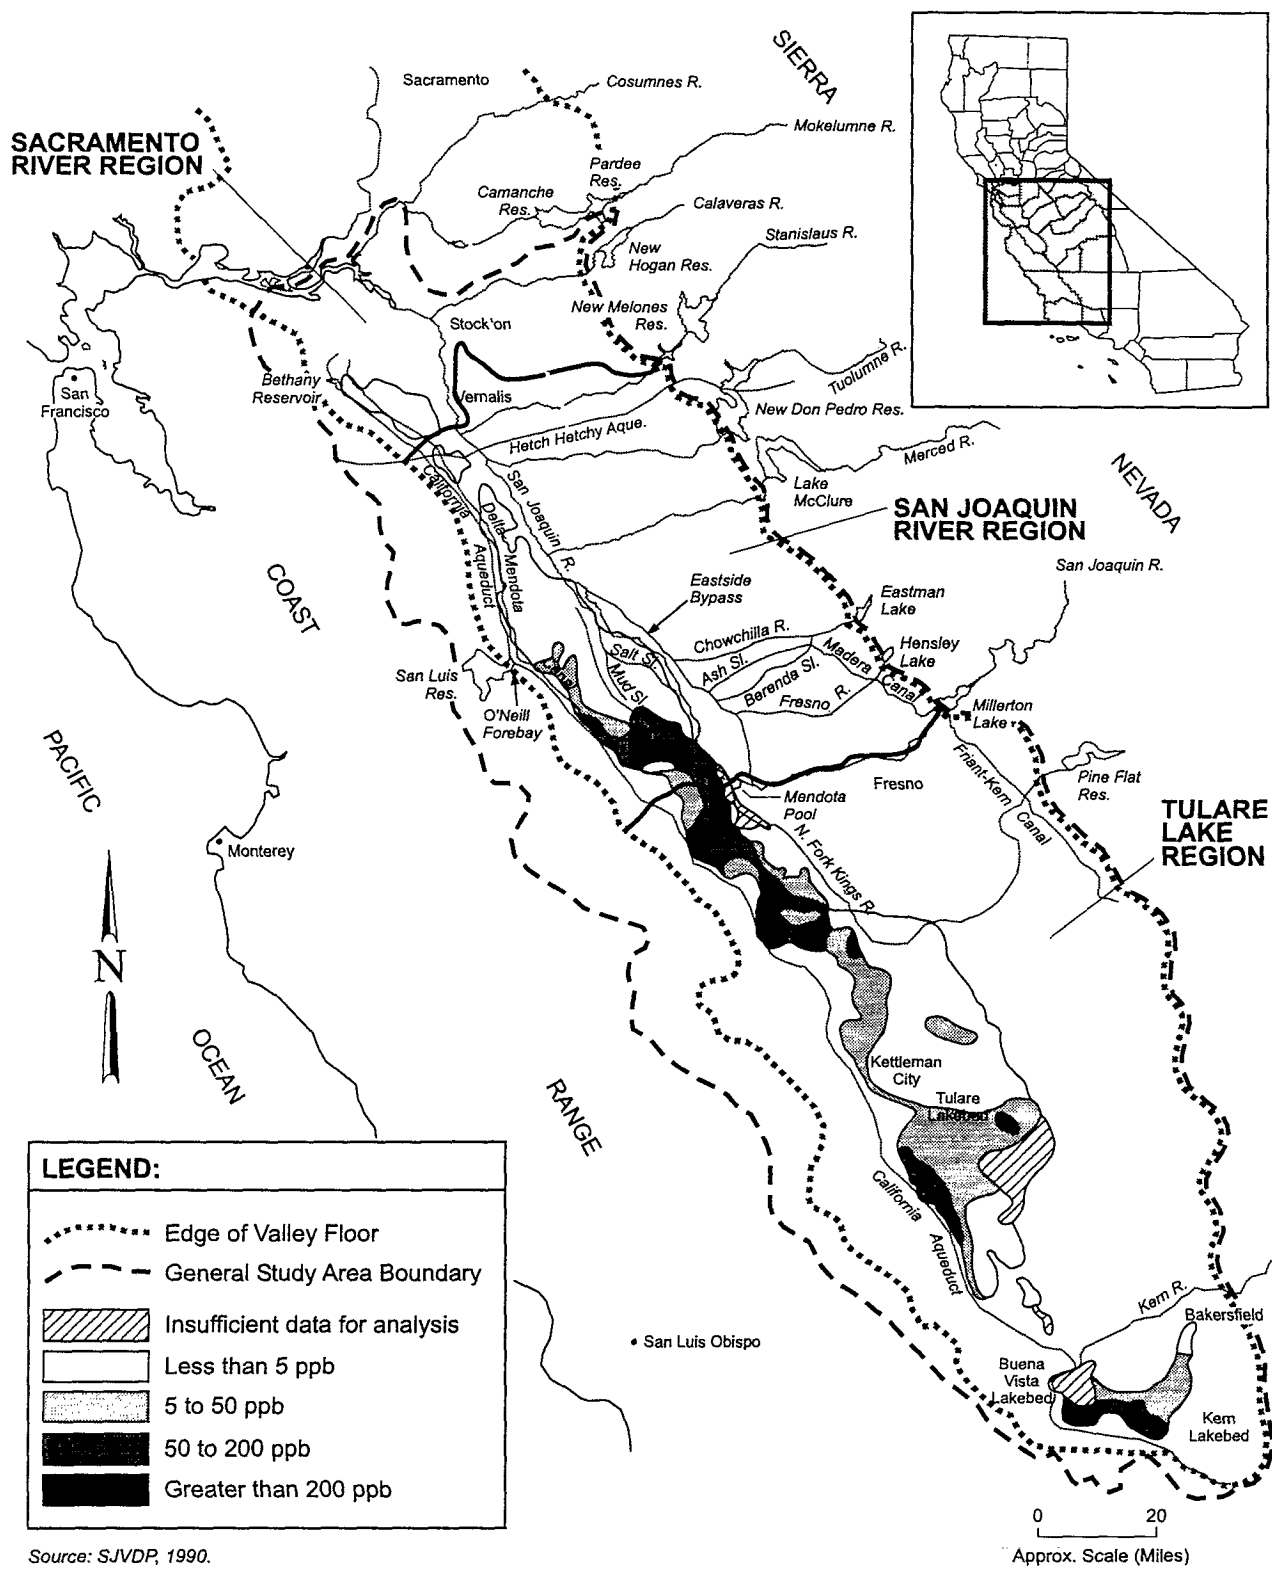 SIERRA
Sacramento
Cosumnes R.
Mokelumne R.
SACRAMENTO
RIVER REGION
Pardee
Res.
Camanche
Res.
Calaveras R.
Stanislaus R.
New
Hogan Res.
New Melones
Res.
Stock'on
Tuolumne R.
Bethany
Reservoir
San
Francisco
Vernalis
New Don Pedro Res.
Hetch Hetchy Aque.
Merced R.
NEVADA
California
Aqueduct
San Joaquin R.
Lake
McClure
Delta
Mendota
Canal
SAN JOAQUIN
RIVER REGION
COAST
San Joaquin R.
Eastside
Bypass
Eastman
Lake
Chowchilla R.
Hensley
Lake
Salt Sl.
Ash Sl.
Madera
Canal
San Luis
Res.
Mud Sl.
Berenda Sl.
Fresno R.
O'Neill
Forebay
Millerton
Lake
PACIFIC
Friant-Kern
Canal
Fresno
Pine Flat
Res.
Mendota
Pool
TULARE
LAKE
REGION
Monterey
N. Fork Kings R.
N
OCEAN
Kettleman
City
RANGE
Tulare
Lakebed
LEGEND:
California
Aqueduct
Edge of Valley Floor
General Study Area Boundary
Insufficient data for analysis
Less than 5 ppb
5 to 50 ppb
50 to 200 ppb
Greater than 200 ppb
Kern R.
Bakersfield
San Luis Obispo
Buena
Vista
Lakebed
Kern
Lakebed
0 20
Approx. Scale (Miles)
Source: SJVDP, 1990.